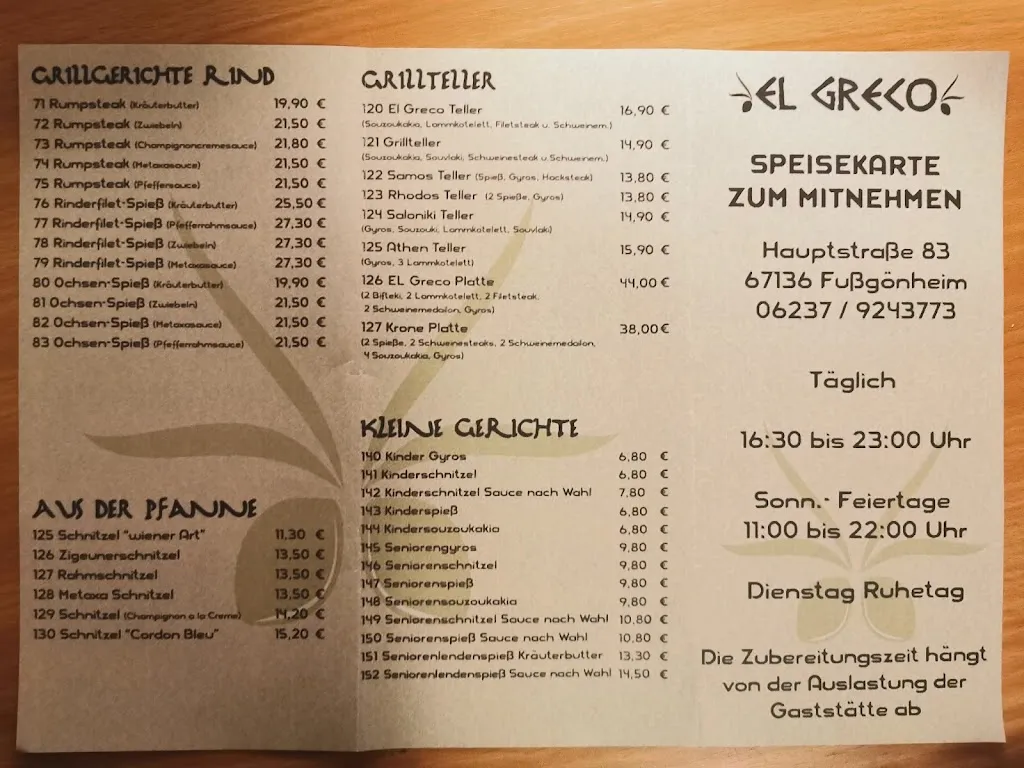 GRILLGERICHTE RIND
71 Rumpsteak (Kräuterbutter) 19,90 €
72 Rumpsteak (Zwiebeln) 21,50 €
73 Rumpsteak (Champignoncremesauce) 21,80 €
74 Rumpsteak (Metaxasauce) 21,50 €
75 Rumpsteak (Pfeffersauce) 21,50 €
76 Rinderfilet-Spieß (Kräuterbutter) 25,50 €
77 Rinderfilet-Spieß (Pfefferrahmsauce) 27,30 €
78 Rinderfilet-Spieß (Zwiebeln) 27,30 €
79 Rinderfilet-Spieß (Metaxasauce) 27,30 €
80 Ochsen-Spieß (Kräuterbutter) 19,90 €
81 Ochsen-Spieß (Zwiebeln) 21,50 €
82 Ochsen-Spieß (Metaxasauce) 21,50 €
83 Ochsen-Spieß (Pfefferrahmsauce) 21,50 €
AUS DER PFANNE
125 Schnitzel "wiener Art" 11,30 €
126 Zigeunerschnitzel 13,50 €
127 Rahmschnitzel 13,50 €
128 Metaxa Schnitzel 13,50 €
129 Schnitzel (Champignon a la Creme) 14,20 €
130 Schnitzel "Cordon Bleu" 15,20 €
GRILLTELLER
120 El Greco Teller 16,90 €
(Souzoukakia, Lammkotelett, Filetsteak u. Schweinem.)
121 Grillteller 14,90 €
(Souzoukakia, Souvlaki, Schweinesteak u.Schweinem.)
122 Samos Teller (Spieß, Gyros, Hacksteak) 13,80 €
123 Rhodos Teller (2 Spieße, Gyros) 13,80 €
124 Saloniki Teller 14,90 €
(Gyros, Souzouki, Lammkotelett, Souvlaki)
125 Athen Teller 15,90 €
(Gyros, 3 Lammkotelett)
126 EL Greco Platte 44,00 €
(2 Bifteki, 2 Lammkotelett, 2 Filetsteak,
2 Schweinemedailon, Gyros)
127 Krone Platte 38,00 €
(2 Spieße, 2 Schweinesteaks, 2 Schweinemedailon,
4 Souzoukakia, Gyros)
KLEINE GERICHTE
140 Kinder Gyros 6,80 €
141 Kinderschnitzel 6,80 €
142 Kinderschnitzel Sauce nach Wahl 7,80 €
143 Kinderspieß 6,80 €
144 Kindersouzoukakia 6,80 €
145 Seniorengyros 9,80 €
146 Seniorenschnitzel 9,80 €
147 Seniorenspieß 9,80 €
148 Seniorensouzoukakia 9,80 €
149 Seniorenschnitzel Sauce nach Wahl 10,80 €
150 Seniorenspieß Sauce nach Wahl 10,80 €
151 Seniorenlendenspieß Kräuterbutter 13,30 €
152 Seniorenlendenspieß Sauce nach Wahl 14,50 €
EL GRECO
SPEISEKARTE
ZUM MITNEHMEN
Hauptstraße 83
67136 Fußgönheim
06237 / 9243773
Täglich
16:30 bis 23:00 Uhr
Sonn.- Feiertage
11:00 bis 22:00 Uhr
Dienstag Ruhetag
Die Zubereitungszeit hängt
von der Auslastung der
Gaststätte ab